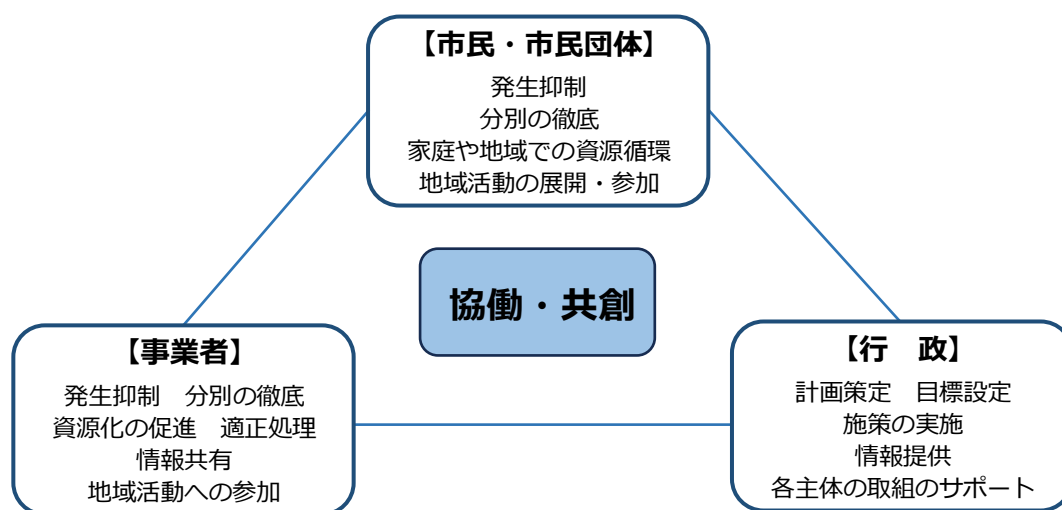 【市民・市民団体】
発生抑制
分別の徹底
家庭や地域での資源循環
地域活動の展開・参加
協働・共創
【事業者】
発生抑制　分別の徹底
資源化の促進　適正処理
情報共有
地域活動への参加
【行　政】
計画策定　目標設定
施策の実施
情報提供
各主体の取組のサポート